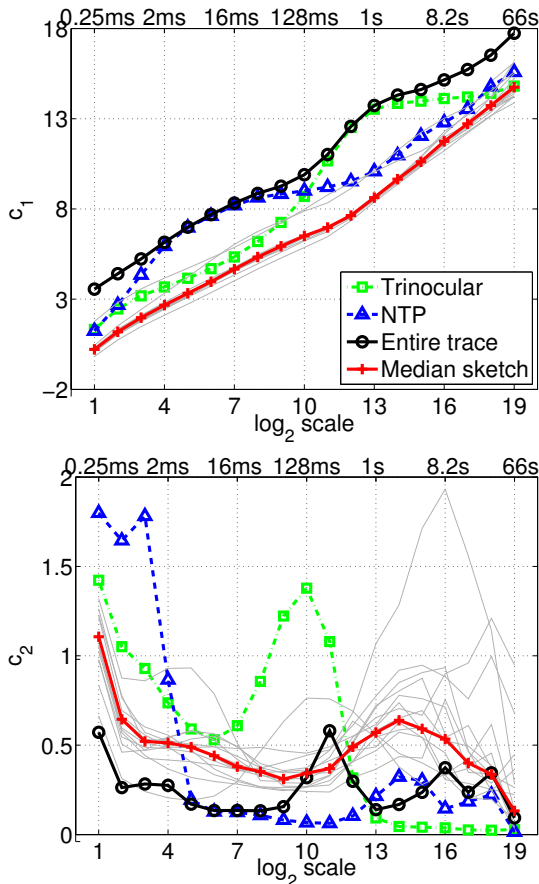 0.25ms 2ms 16ms 128ms 1s 8.2s 66s
18
13
8
3
−2
c1
Trinocular
NTP
Entire trace
Median sketch
1 4 7 10 13 16 19
log2 scale
0.25ms 2ms 16ms 128ms 1s 8.2s 66s
2
1.5
1
0.5
0
c2
1 4 7 10 13 16 19
log2 scale